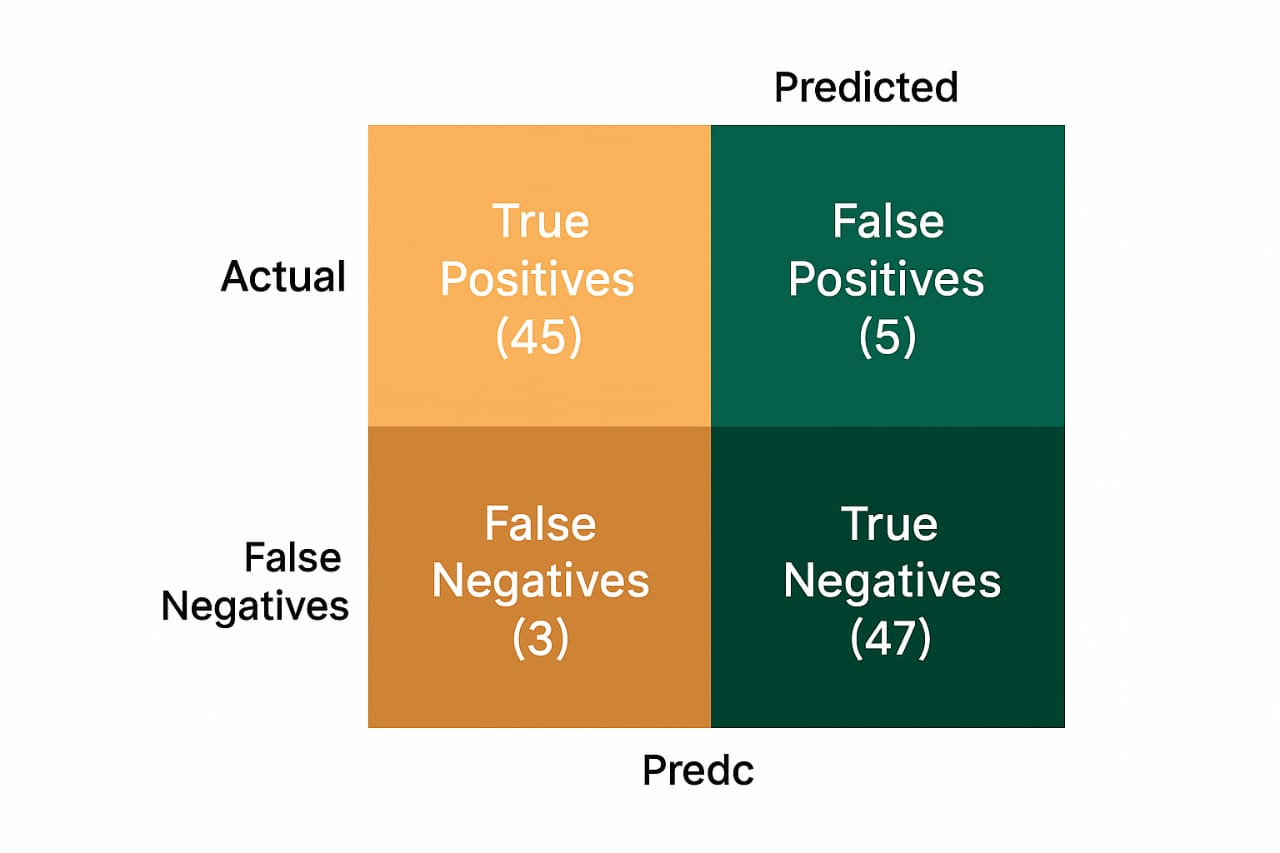 Predicted
Actual
True
Positives
(45)
False
Positives
(5)
False
Negatives
False
Negatives
(3)
True
Negatives
(47)
Predc